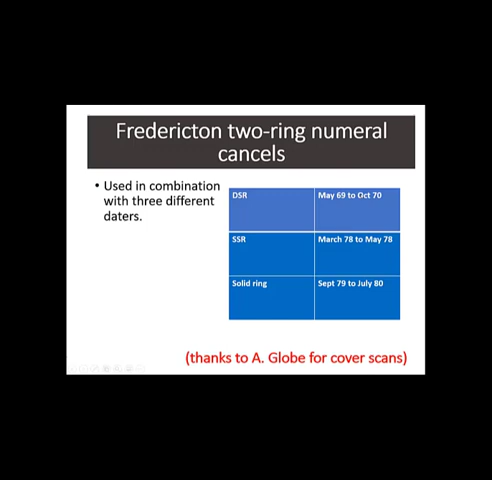 Fredericton two-ring numeral
cancels
• Used in combination
with three different
daters.
DSR May 69 to Oct 70
SSR March 78 to May 78
Solid ring Sept 79 to July 80
(thanks to A. Globe for cover scans)